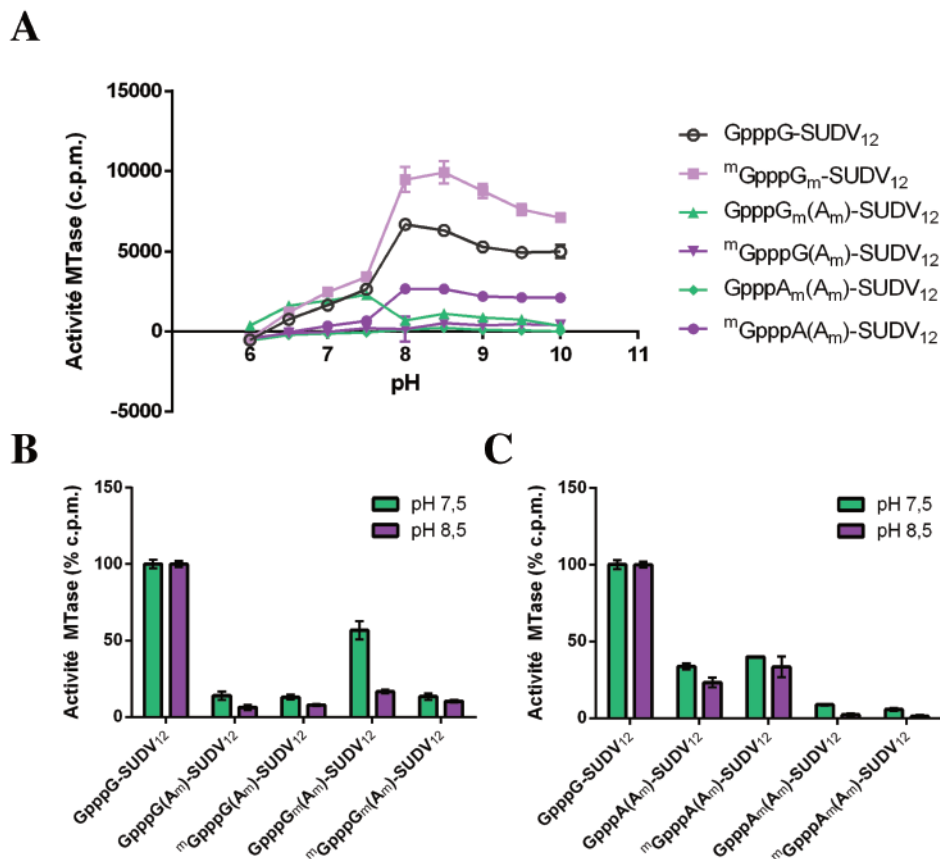 A
Activité MTase (c.p.m.)
15000
10000
5000
0
-5000
6
7
8
9
10
11
pH
GpppG-SUDV12
mGpppGm-SUDV12
GpppGm(Am)-SUDV12
mGpppG(Am)-SUDV12
GpppAm(Am)-SUDV12
mGpppA(Am)-SUDV12
B
Activité MTase (% c.p.m.)
150
100
50
0
pH 7,5
pH 8,5
GpppG-SUDV12
GpppG(Am)-SUDV12
mGpppG(Am)-SUDV12
GpppGm(Am)-SUDV12
mGpppGm(Am)-SUDV12
C
Activité MTase (% c.p.m.)
150
100
50
0
pH 7,5
pH 8,5
GpppG-SUDV12
GpppA(Am)-SUDV12
mGpppA(Am)-SUDV12
GpppAm(Am)-SUDV12
mGpppAm(Am)-SUDV12